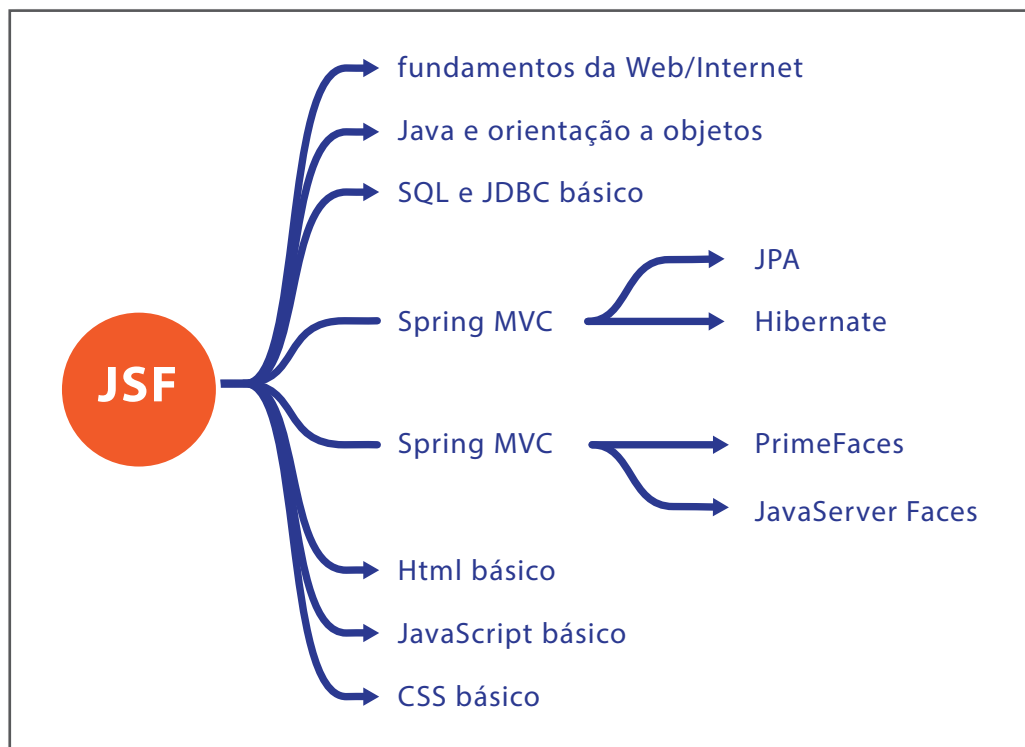 fundamentos da Web/Internet
Java e orientação a objetos
SQL e JDBC básico
JPA
Spring MVC
Hibernate
JSF
Spring MVC
PrimeFaces
JavaServer Faces
Html básico
JavaScript básico
CSS básico